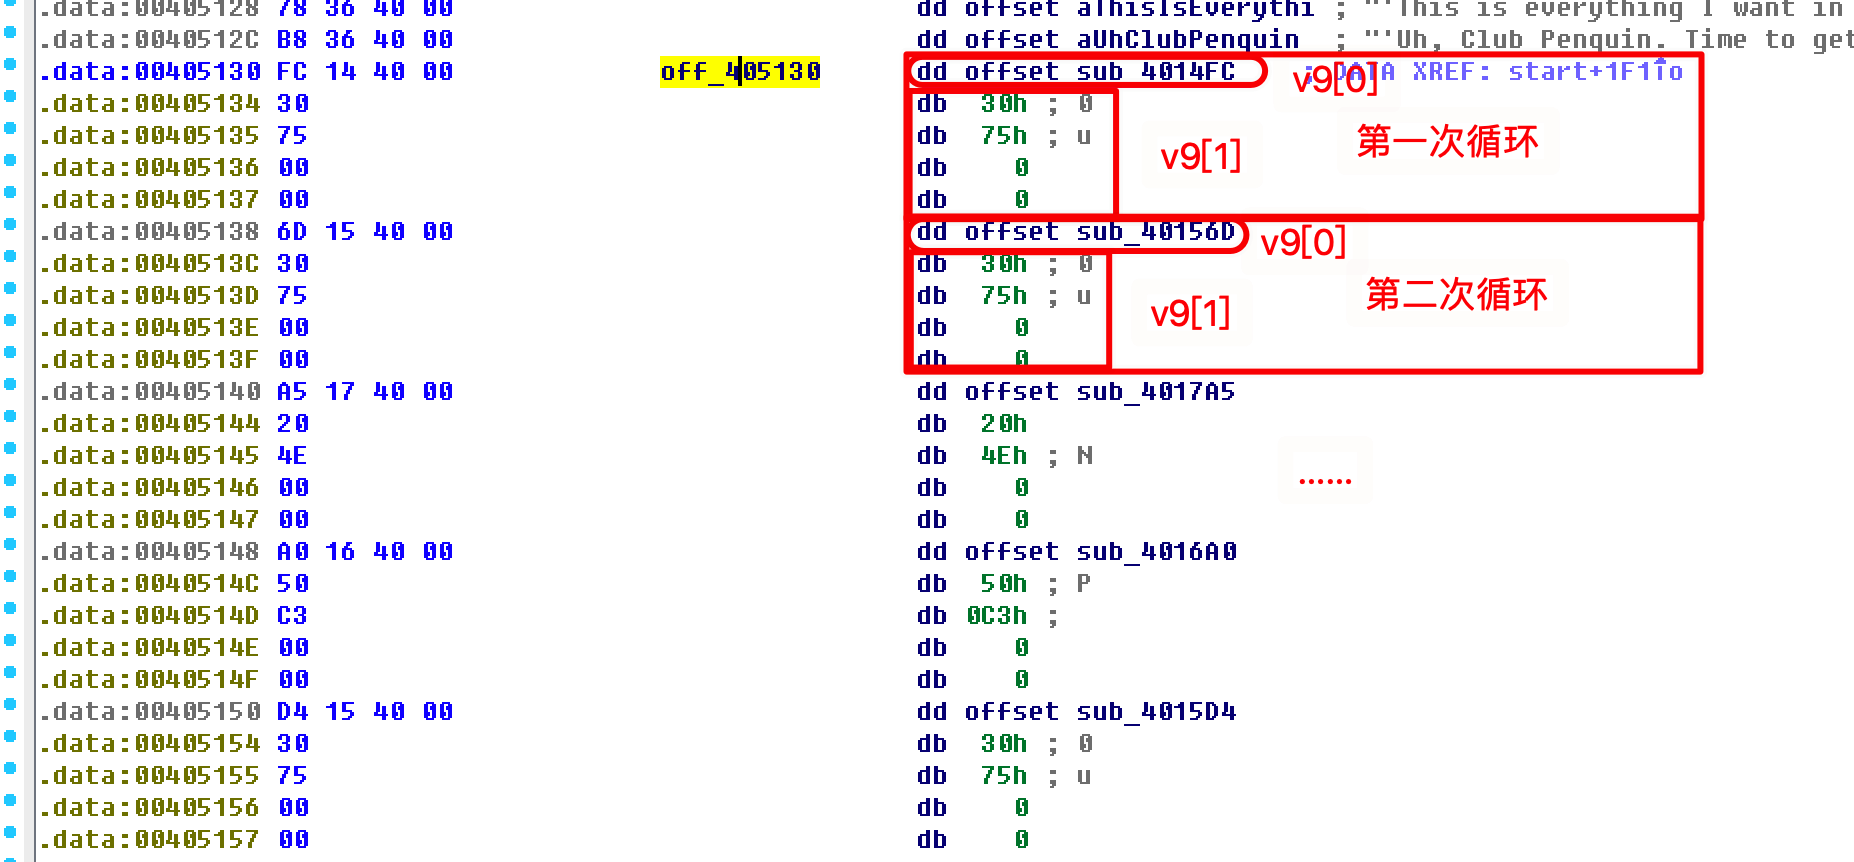 .data:00405128 78 36 40 00 dd offset aThisIsEverythi ; "'This is everything I want in
.data:0040512C B8 36 40 00 dd offset aUhClubPenquin ; "'Uh, Club Penquin. Time to get
.data:00405130 FC 14 40 00 off_405130 dd offset sub_4014FC ; DATA XREF: start+1F1↑o
v9[0]
.data:00405134 30 db 30h ; 0
.data:00405135 75 db 75h ; u
v9[1] 第一次循环
.data:00405136 00 db 0
.data:00405137 00 db 0
.data:00405138 6D 15 40 00 dd offset sub_40156D v9[0]
.data:0040513C 30 db 30h ; 0
.data:0040513D 75 db 75h ; u
v9[1] 第二次循环
.data:0040513E 00 db 0
.data:0040513F 00 db 0
.data:00405140 A5 17 40 00 dd offset sub_4017A5
.data:00405144 20 db 20h
.data:00405145 4E db 4Eh ; N
......
.data:00405146 00 db 0
.data:00405147 00 db 0
.data:00405148 A0 16 40 00 dd offset sub_4016A0
.data:0040514C 50 db 50h ; P
.data:0040514D C3 db 0C3h ;
.data:0040514E 00 db 0
.data:0040514F 00 db 0
.data:00405150 D4 15 40 00 dd offset sub_4015D4
.data:00405154 30 db 30h ; 0
.data:00405155 75 db 75h ; u
.data:00405156 00 db 0
.data:00405157 00 db 0